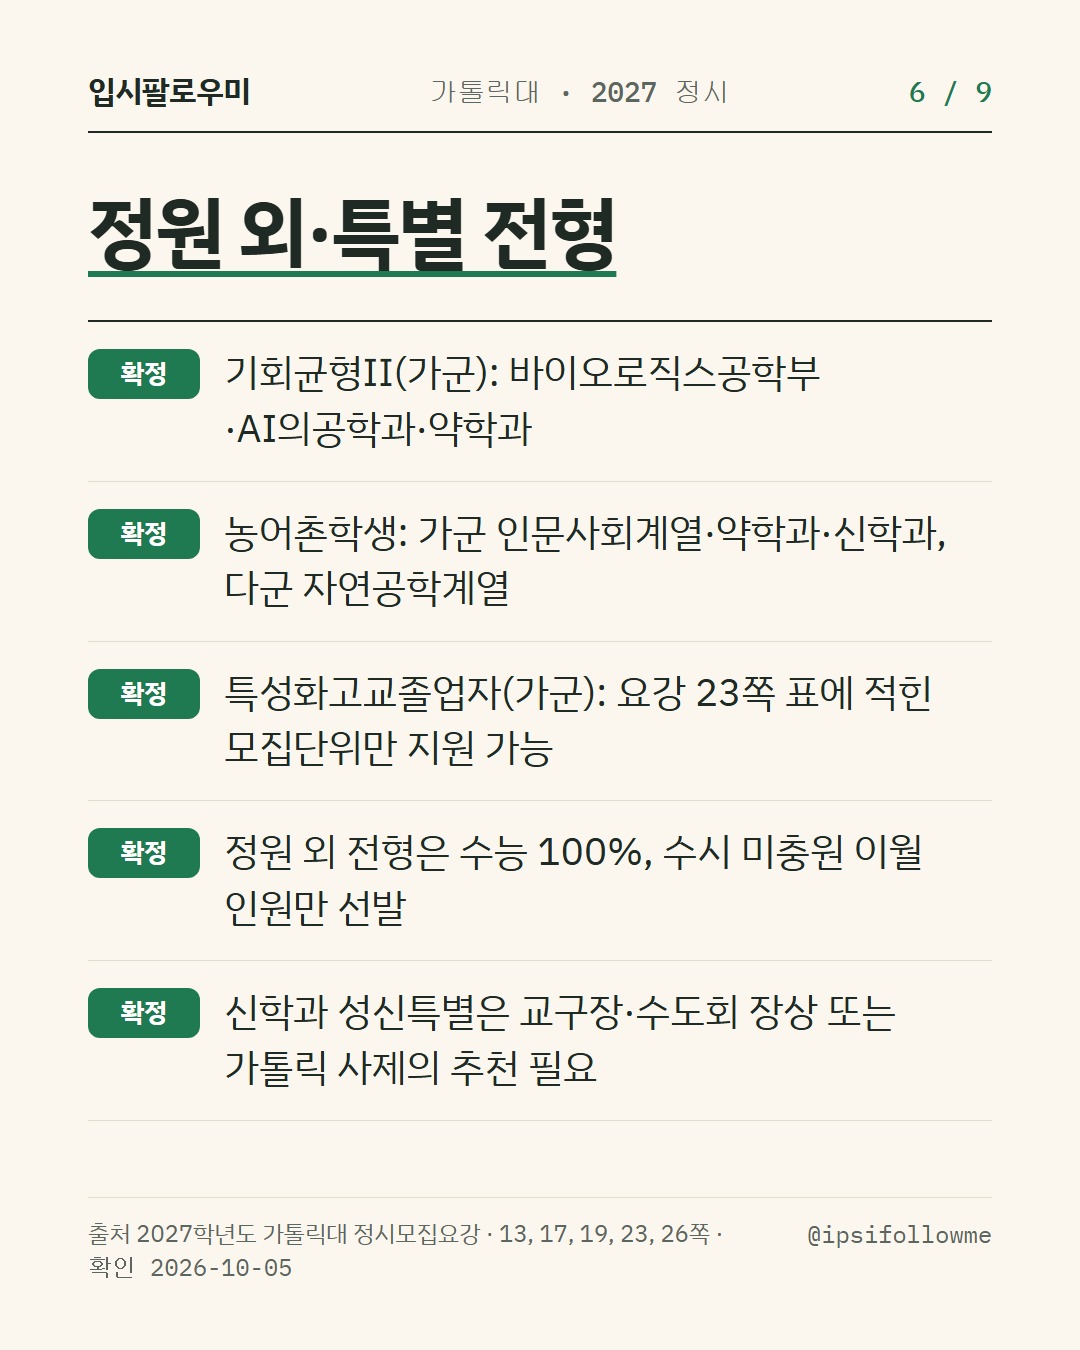 입시팔로우미
가톨릭대 · 2027 정시
6 / 9
정원 외·특별 전형
확정
기회균형II(가군): 바이오로직스공학부
·AI의공학과·약학과
확정
농어촌학생: 가군 인문사회계열·약학과·신학과,
다군 자연공학계열
확정
특성화고교졸업자(가군): 요강 23쪽 표에 적힌
모집단위만 지원 가능
확정
정원 외 전형은 수능 100%, 수시 미충원 이월
인원만 선발
확정
신학과 성신특별은 교구장·수도회 장상 또는
가톨릭 사제의 추천 필요
출처 2027학년도 가톨릭대 정시모집요강 · 13, 17, 19, 23, 26쪽 ·
확인 2026-10-05
@ipsifollowme